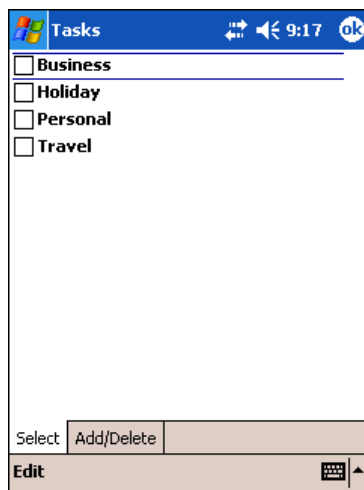 Tasks 9:17 ok
Business
Holiday
Personal
Travel
Select Add/Delete
Edit